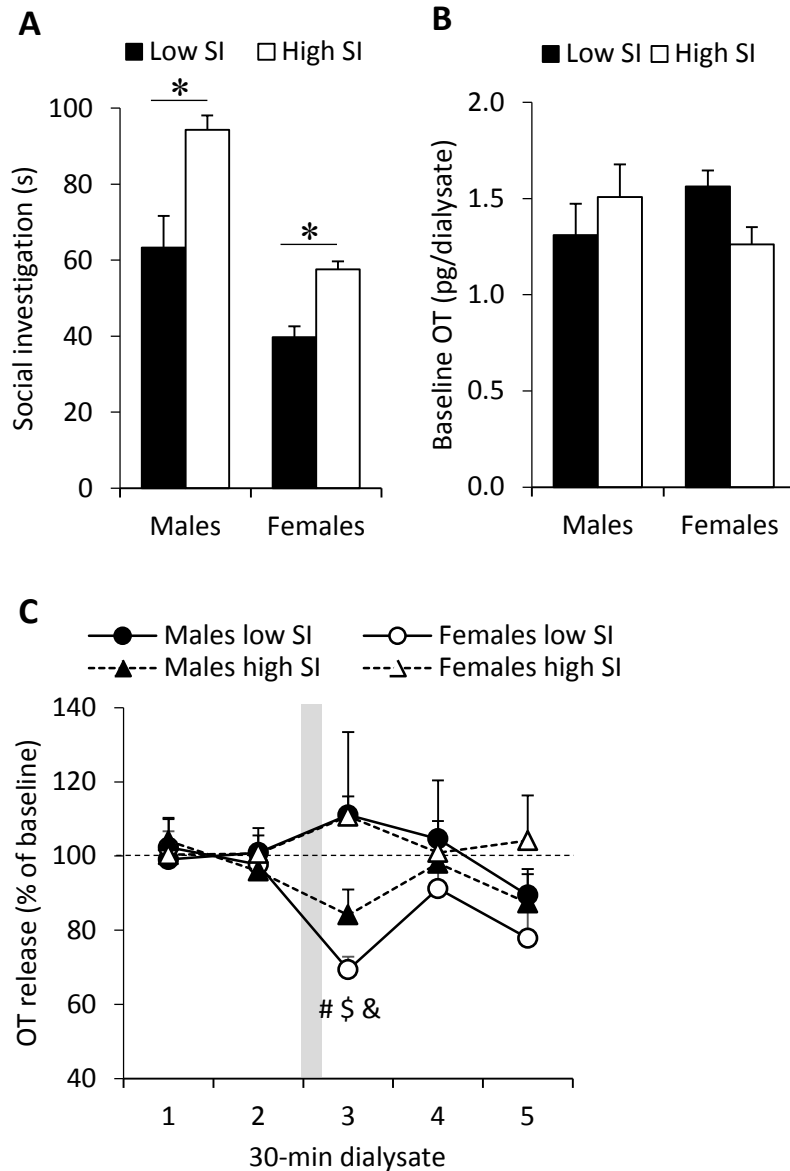 A
Low SI High SI
*
*
100
80
60
40
20
0
Social investigation (s)
Males Females
B
Low SI High SI
2.0
1.5
1.0
0.5
0.0
Baseline OT (pg/dialysate)
Males Females
C
Males low SI Females low SI
Males high SI Females high SI
140
120
100
80
60
40
OT release (% of baseline)
# $ &
1 2 3 4 5
30-min dialysate